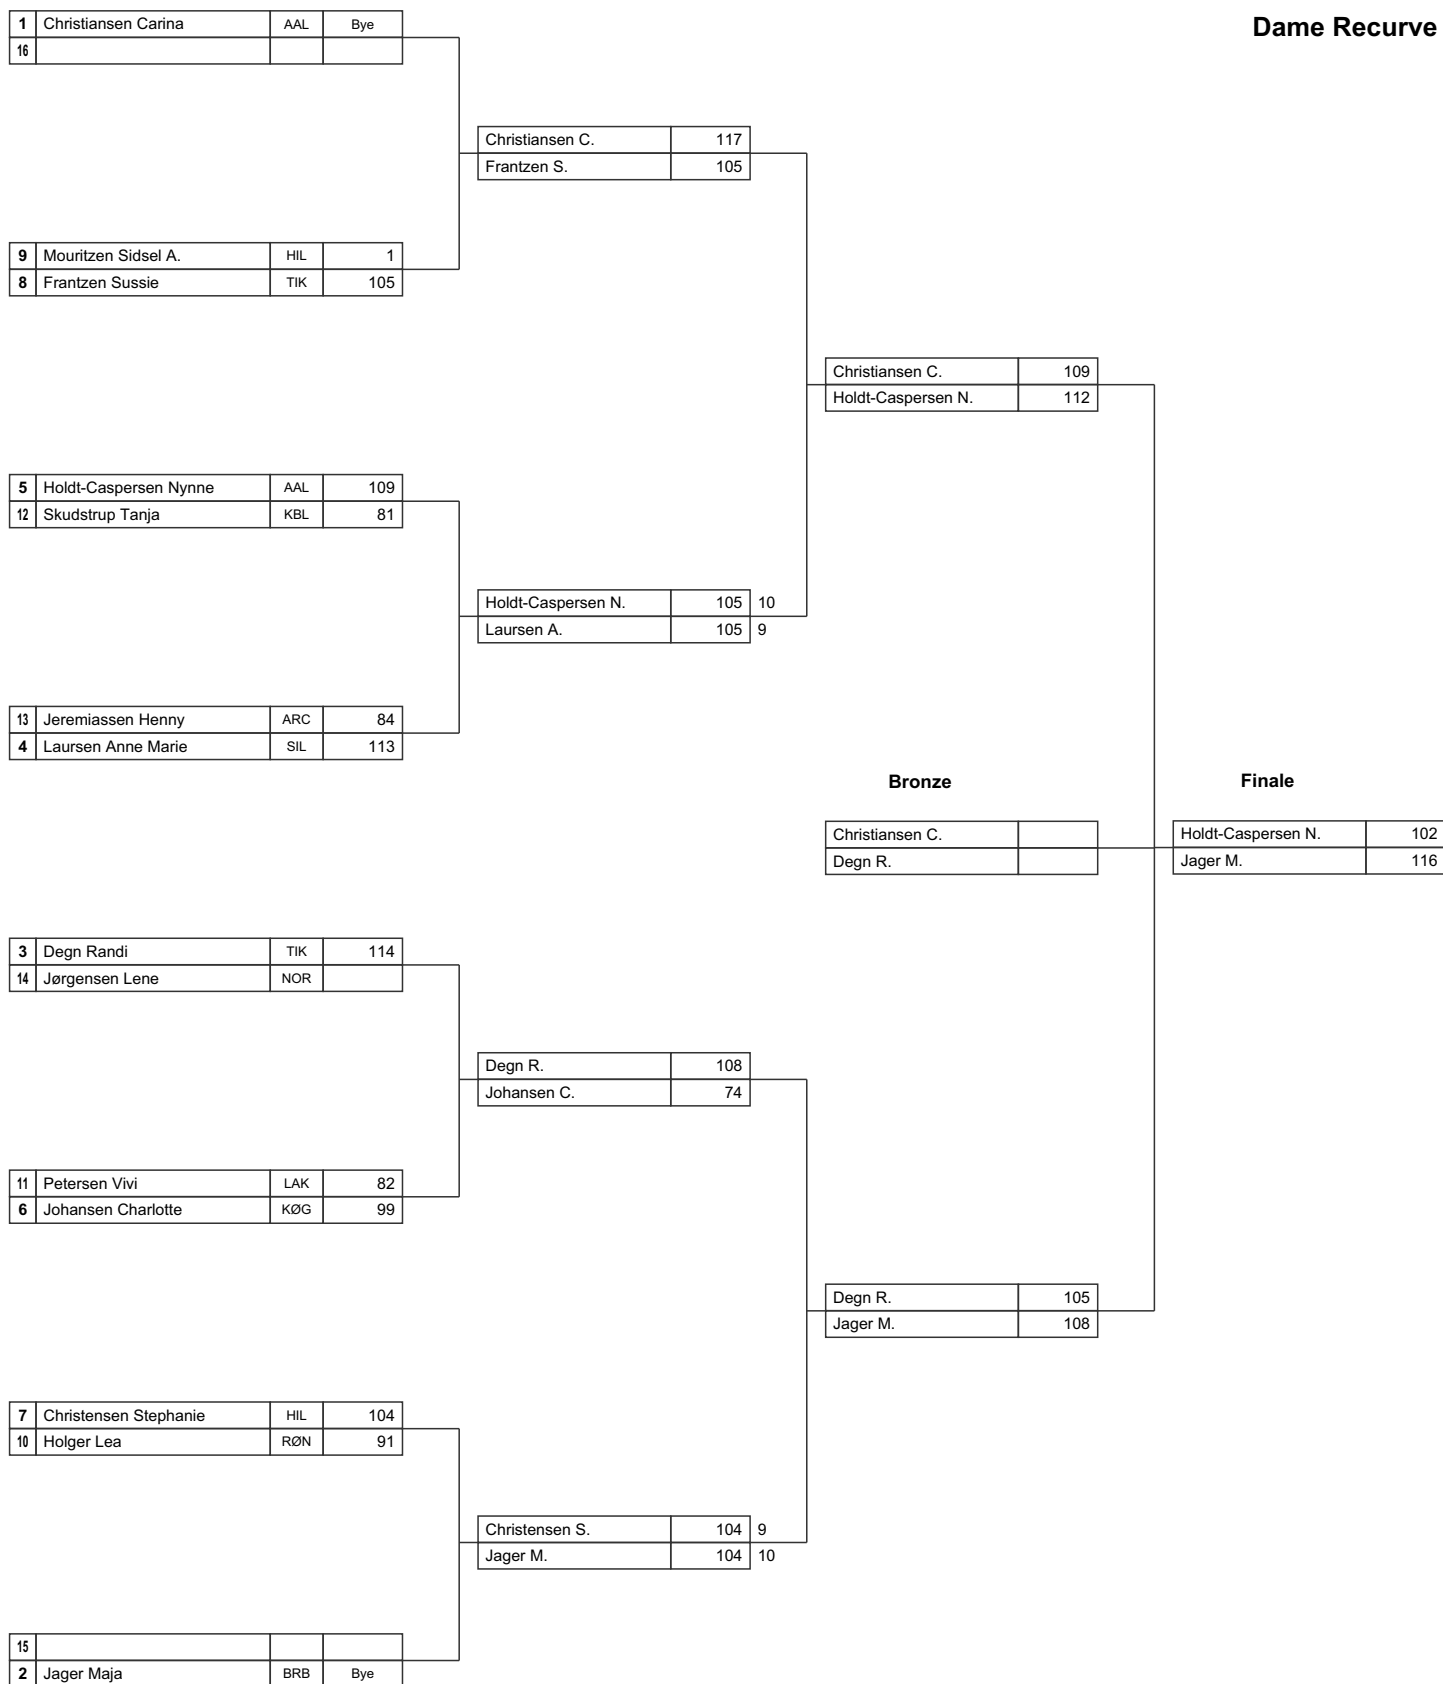 Dame Recurve
1 Christiansen Carina AAL Bye
16
Christiansen C. 117
Frantzen S. 105
9 Mouritzen Sidsel A. HIL 1
8 Frantzen Sussie TIK 105
Christiansen C. 109
Holdt-Caspersen N. 112
5 Holdt-Caspersen Nynne AAL 109
12 Skudstrup Tanja KBL 81
Holdt-Caspersen N. 105 10
Laursen A. 105 9
13 Jeremiassen Henny ARC 84
4 Laursen Anne Marie SIL 113
Bronze Finale
Christiansen C. Holdt-Caspersen N. 102
Degn R. Jager M. 116
3 Degn Randi TIK 114
14 Jørgensen Lene NOR
Degn R. 108
Johansen C. 74
11 Petersen Vivi LAK 82
6 Johansen Charlotte KØG 99
Degn R. 105
Jager M. 108
7 Christensen Stephanie HIL 104
10 Holger Lea RØN 91
Christensen S. 104 9
Jager M. 104 10
15
2 Jager Maja BRB Bye